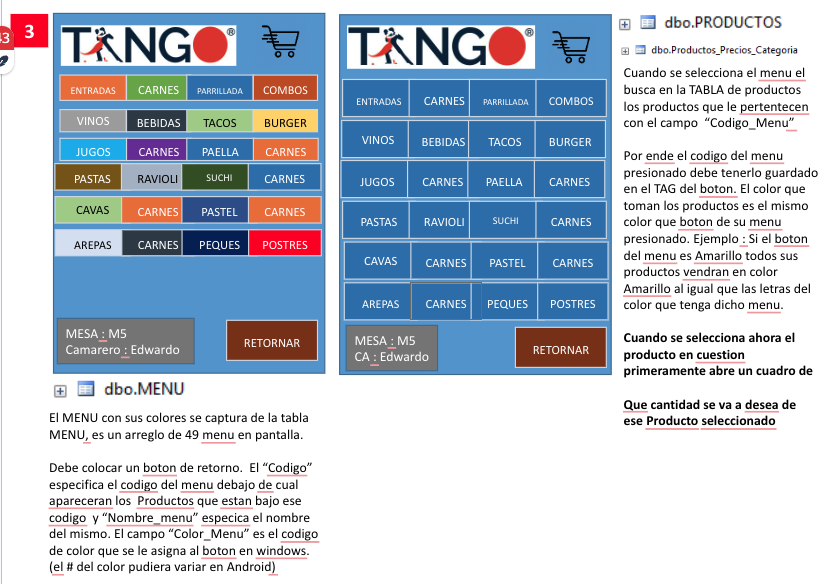 43
3
TANGO®
ENTRADAS CARNES PARRILLADA COMBOS
VINOS BEBIDAS TACOS BURGER
JUGOS CARNES PAELLA CARNES
PASTAS RAVIOLI SUCHI CARNES
CAVAS CARNES PASTEL CARNES
AREPAS CARNES PEQUES POSTRES
MESA : M5
Camarero : Edwardo
RETORNAR
dbo.MENU
El MENU con sus colores se captura de la tabla
MENU, es un arreglo de 49 menu en pantalla.
Debe colocar un boton de retorno. El “Codigo”
especifica el codigo del menu debajo de cual
apareceran los Productos que estan bajo ese
codigo y “Nombre_menu” especica el nombre
del mismo. El campo “Color_Menu” es el codigo
de color que se le asigna al boton en windows.
(el # del color pudiera variar en Android)
TANGO®
ENTRADAS CARNES PARRILLADA COMBOS
VINOS BEBIDAS TACOS BURGER
JUGOS CARNES PAELLA CARNES
PASTAS RAVIOLI SUCHI CARNES
CAVAS CARNES PASTEL CARNES
AREPAS CARNES PEQUES POSTRES
MESA : M5
CA : Edwardo
RETORNAR
dbo.PRODUCTOS
dbo.Productos_Precios_Categoria
Cuando se selecciona el menu el
busca en la TABLA de productos
los productos que le pertentecen
con el campo “Codigo_Menu”
Por ende el codigo del menu
presionado debe tenerlo guardado
en el TAG del boton. El color que
toman los productos es el mismo
color que boton de su menu
presionado. Ejemplo : Si el boton
del menu es Amarillo todos sus
productos vendran en color
Amarillo al igual que las letras del
color que tenga dicho menu.
Cuando se selecciona ahora el
producto en cuestion
primeramente abre un cuadro de
Que cantidad se va a desea de
ese Producto seleccionado